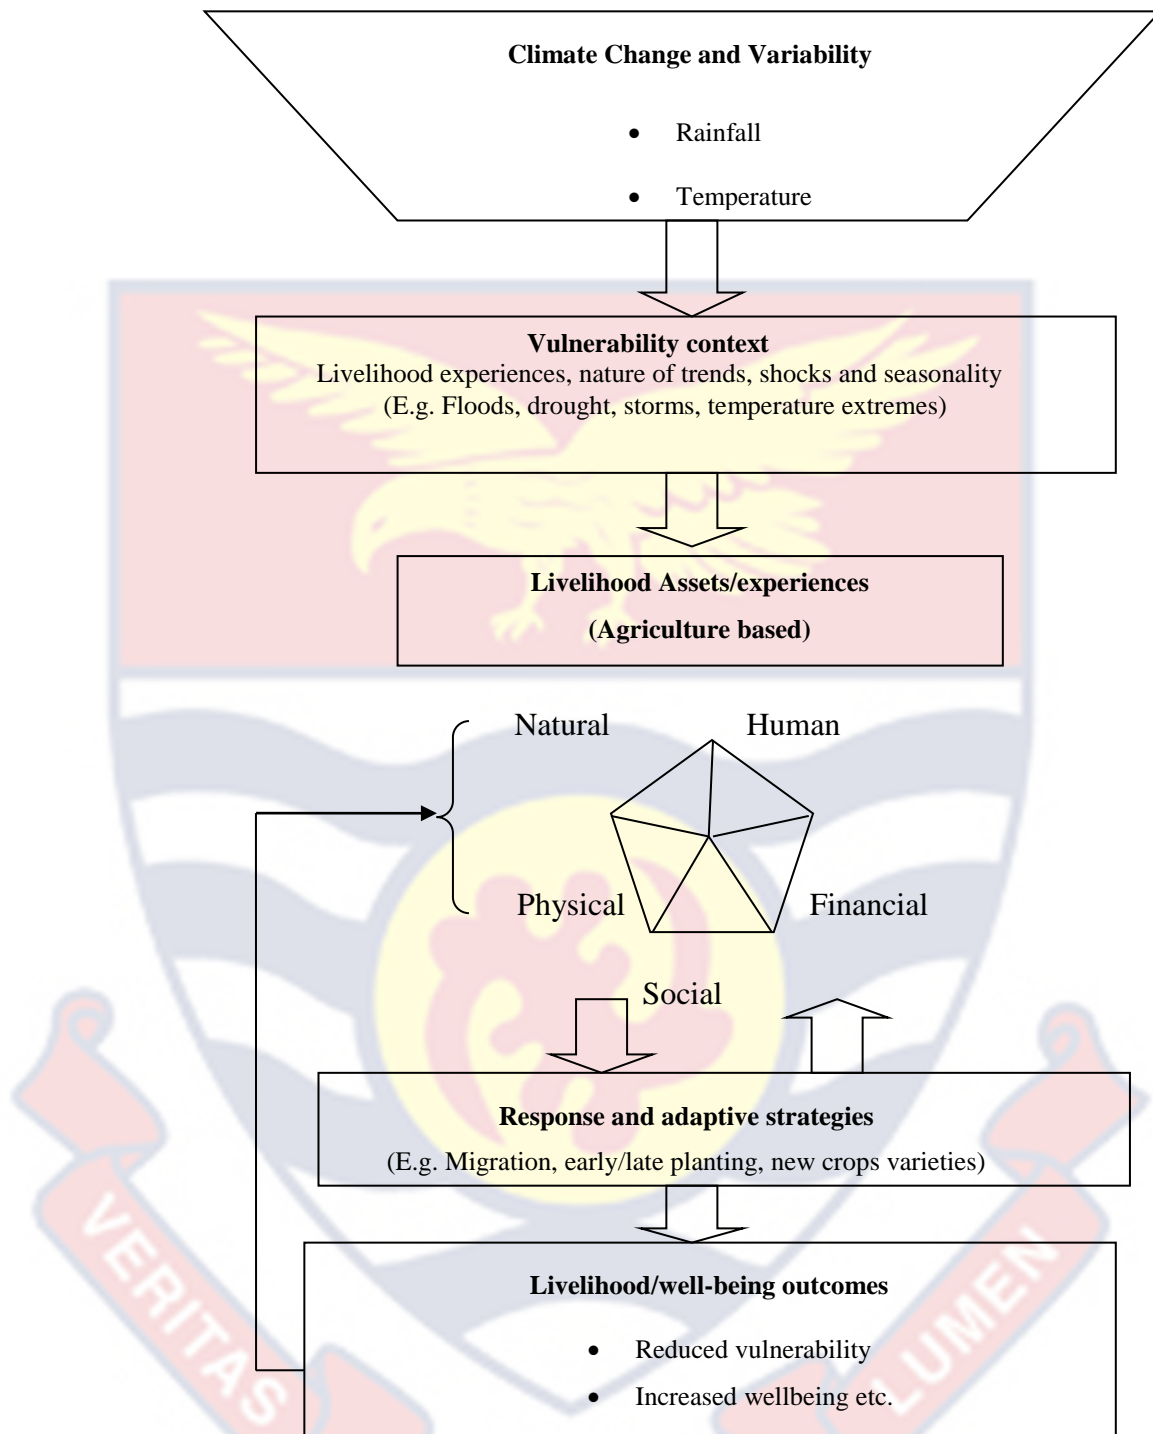 Climate Change and Variability
• Rainfall
• Temperature
Vulnerability context
Livelihood experiences, nature of trends, shocks and seasonality
(E.g. Floods, drought, storms, temperature extremes)
Livelihood Assets/experiences
(Agriculture based)
Natural Human
Physical Financial
Social
Response and adaptive strategies
(E.g. Migration, early/late planting, new crops varieties)
Livelihood/well-being outcomes
• Reduced vulnerability
• Increased wellbeing etc.
VERITAS
LUMEN